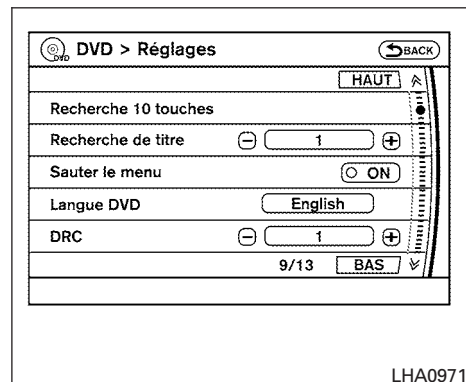 DVD DVD > Réglages BACK
HAUT
Recherche 10 touches
Recherche de titre 1
Sauter le menu ON
Langue DVD English
DRC 1
9/13 BAS
LHA0971